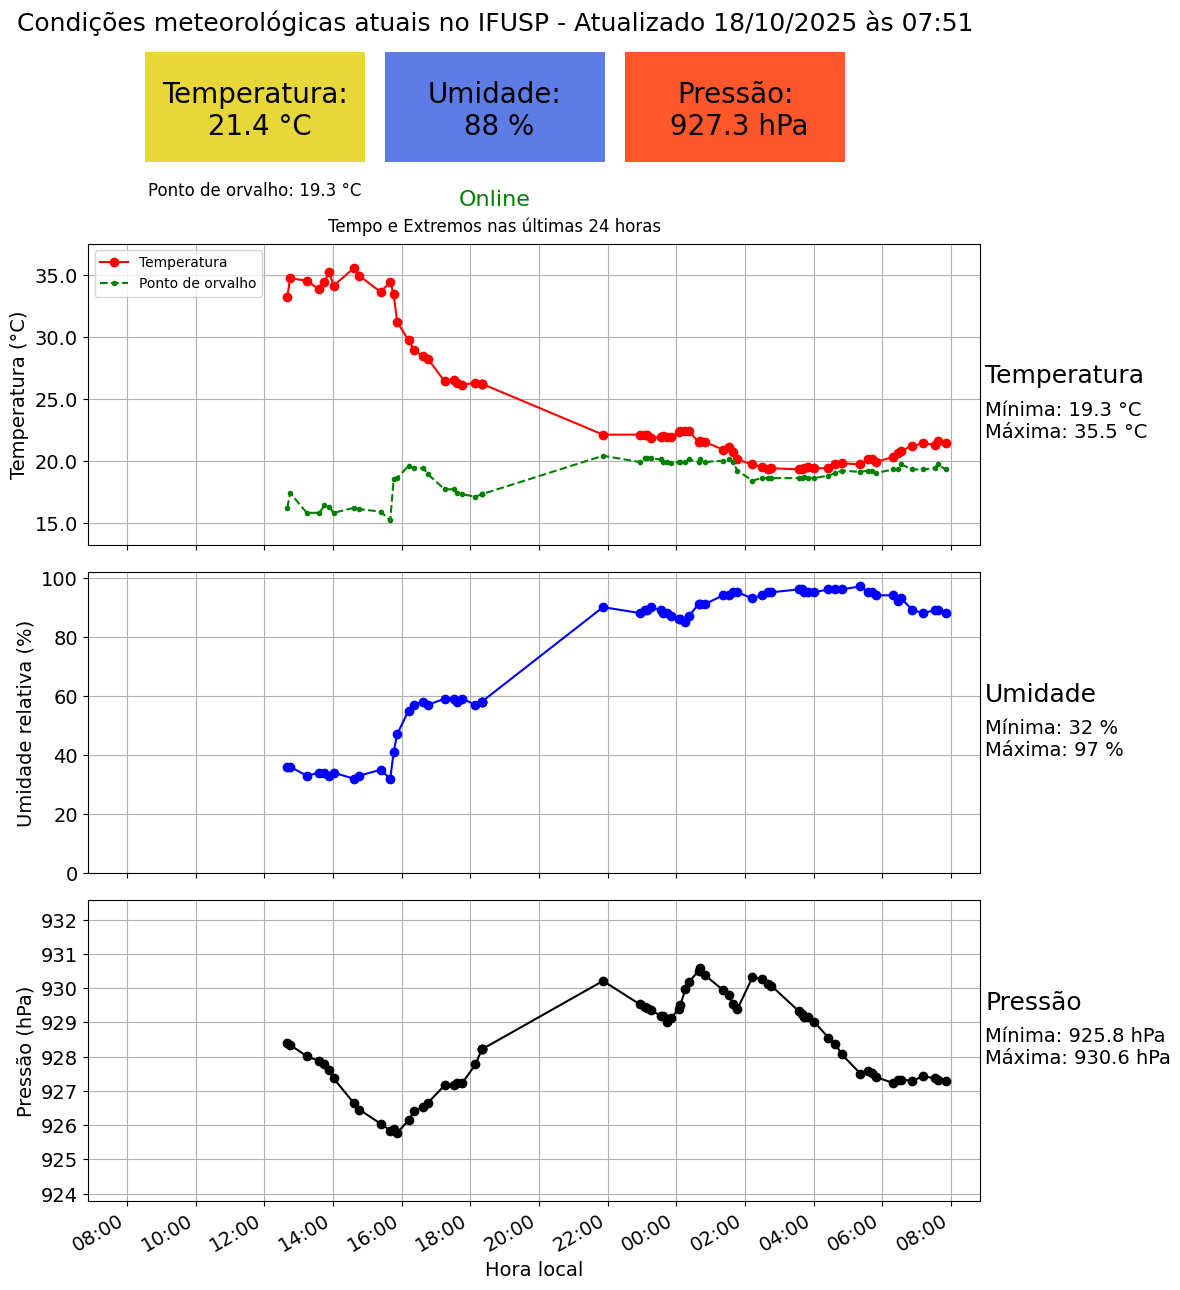 Condições meteorológicas atuais no IFUSP - Atualizado 18/10/2025 às 07:51
Temperatura:
21.4 °C
Umidade:
88 %
Pressão:
927.3 hPa
Ponto de orvalho: 19.3 °C
Online
Tempo e Extremos nas últimas 24 horas
Temperatura (°C)
35.0
30.0
25.0
20.0
15.0
Temperatura
Ponto de orvalho
Temperatura
Mínima: 19.3 °C
Máxima: 35.5 °C
Umidade relativa (%)
100
80
60
40
20
0
Umidade
Mínima: 32 %
Máxima: 97 %
Pressão (hPa)
932
931
930
929
928
927
926
925
924
Pressão
Mínima: 925.8 hPa
Máxima: 930.6 hPa
08:00 10:00 12:00 14:00 16:00 18:00 20:00 22:00 00:00 02:00 04:00 06:00 08:00
Hora local